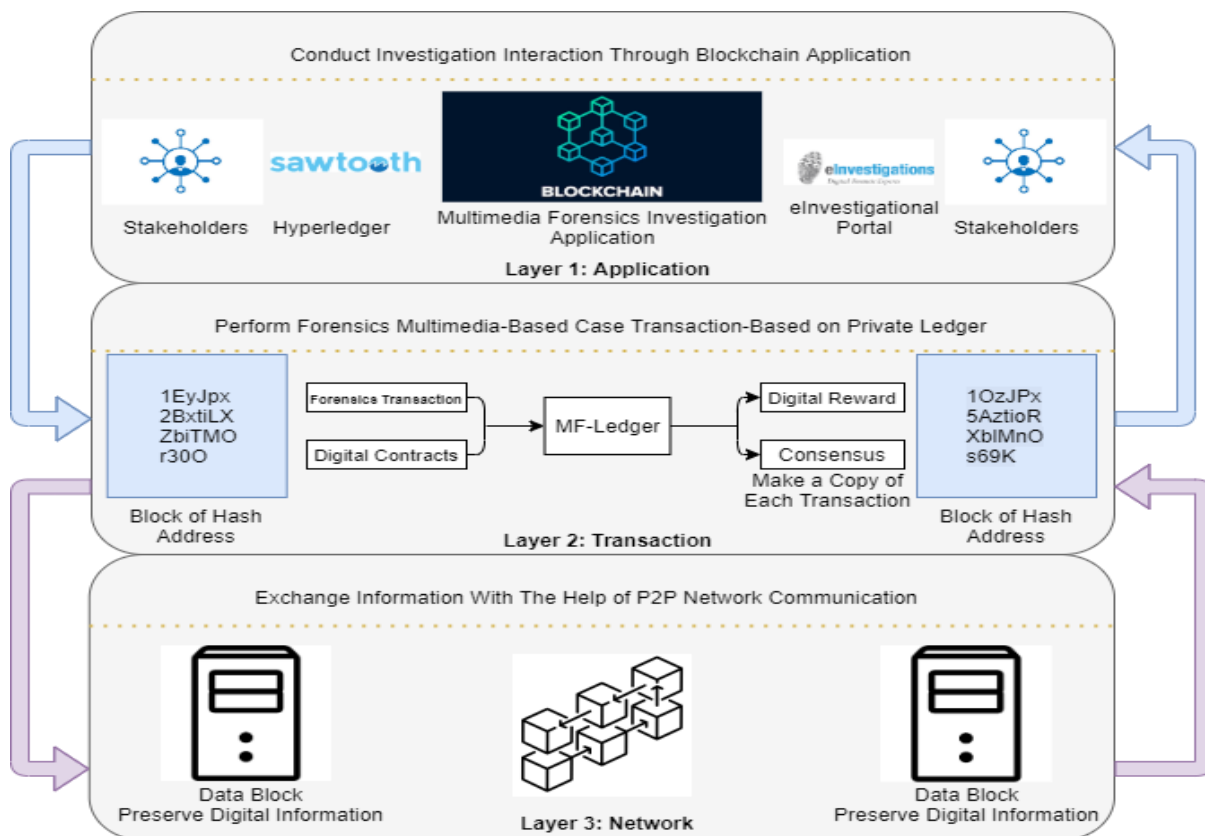 Conduct Investigation Interaction Through Blockchain Application
sawtooth
BLOCKCHAIN
eInvestigations
Digital Forensic Experts
Stakeholders
Hyperledger
Multimedia Forensics Investigation
Application
eInvestigational
Portal
Stakeholders
Layer 1: Application
Perform Forensics Multimedia-Based Case Transaction-Based on Private Ledger
1EyJpx
2BxtiLX
ZbiTMO
r30O
Forensics Transaction
Digital Contracts
MF-Ledger
Digital Reward
Consensus
Make a Copy of
Each Transaction
1OzJPx
5AztioR
XbIMnO
s69K
Block of Hash
Address
Block of Hash
Address
Layer 2: Transaction
Exchange Information With The Help of P2P Network Communication
Data Block
Preserve Digital Information
Data Block
Preserve Digital Information
Layer 3: Network